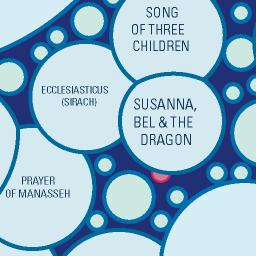 SONG
OF THREE
CHILDREN
ECCLESIASTICUS
(SIRACH)
SUSANNA,
BEL & THE
DRAGON
PRAYER
OF MANASSEH